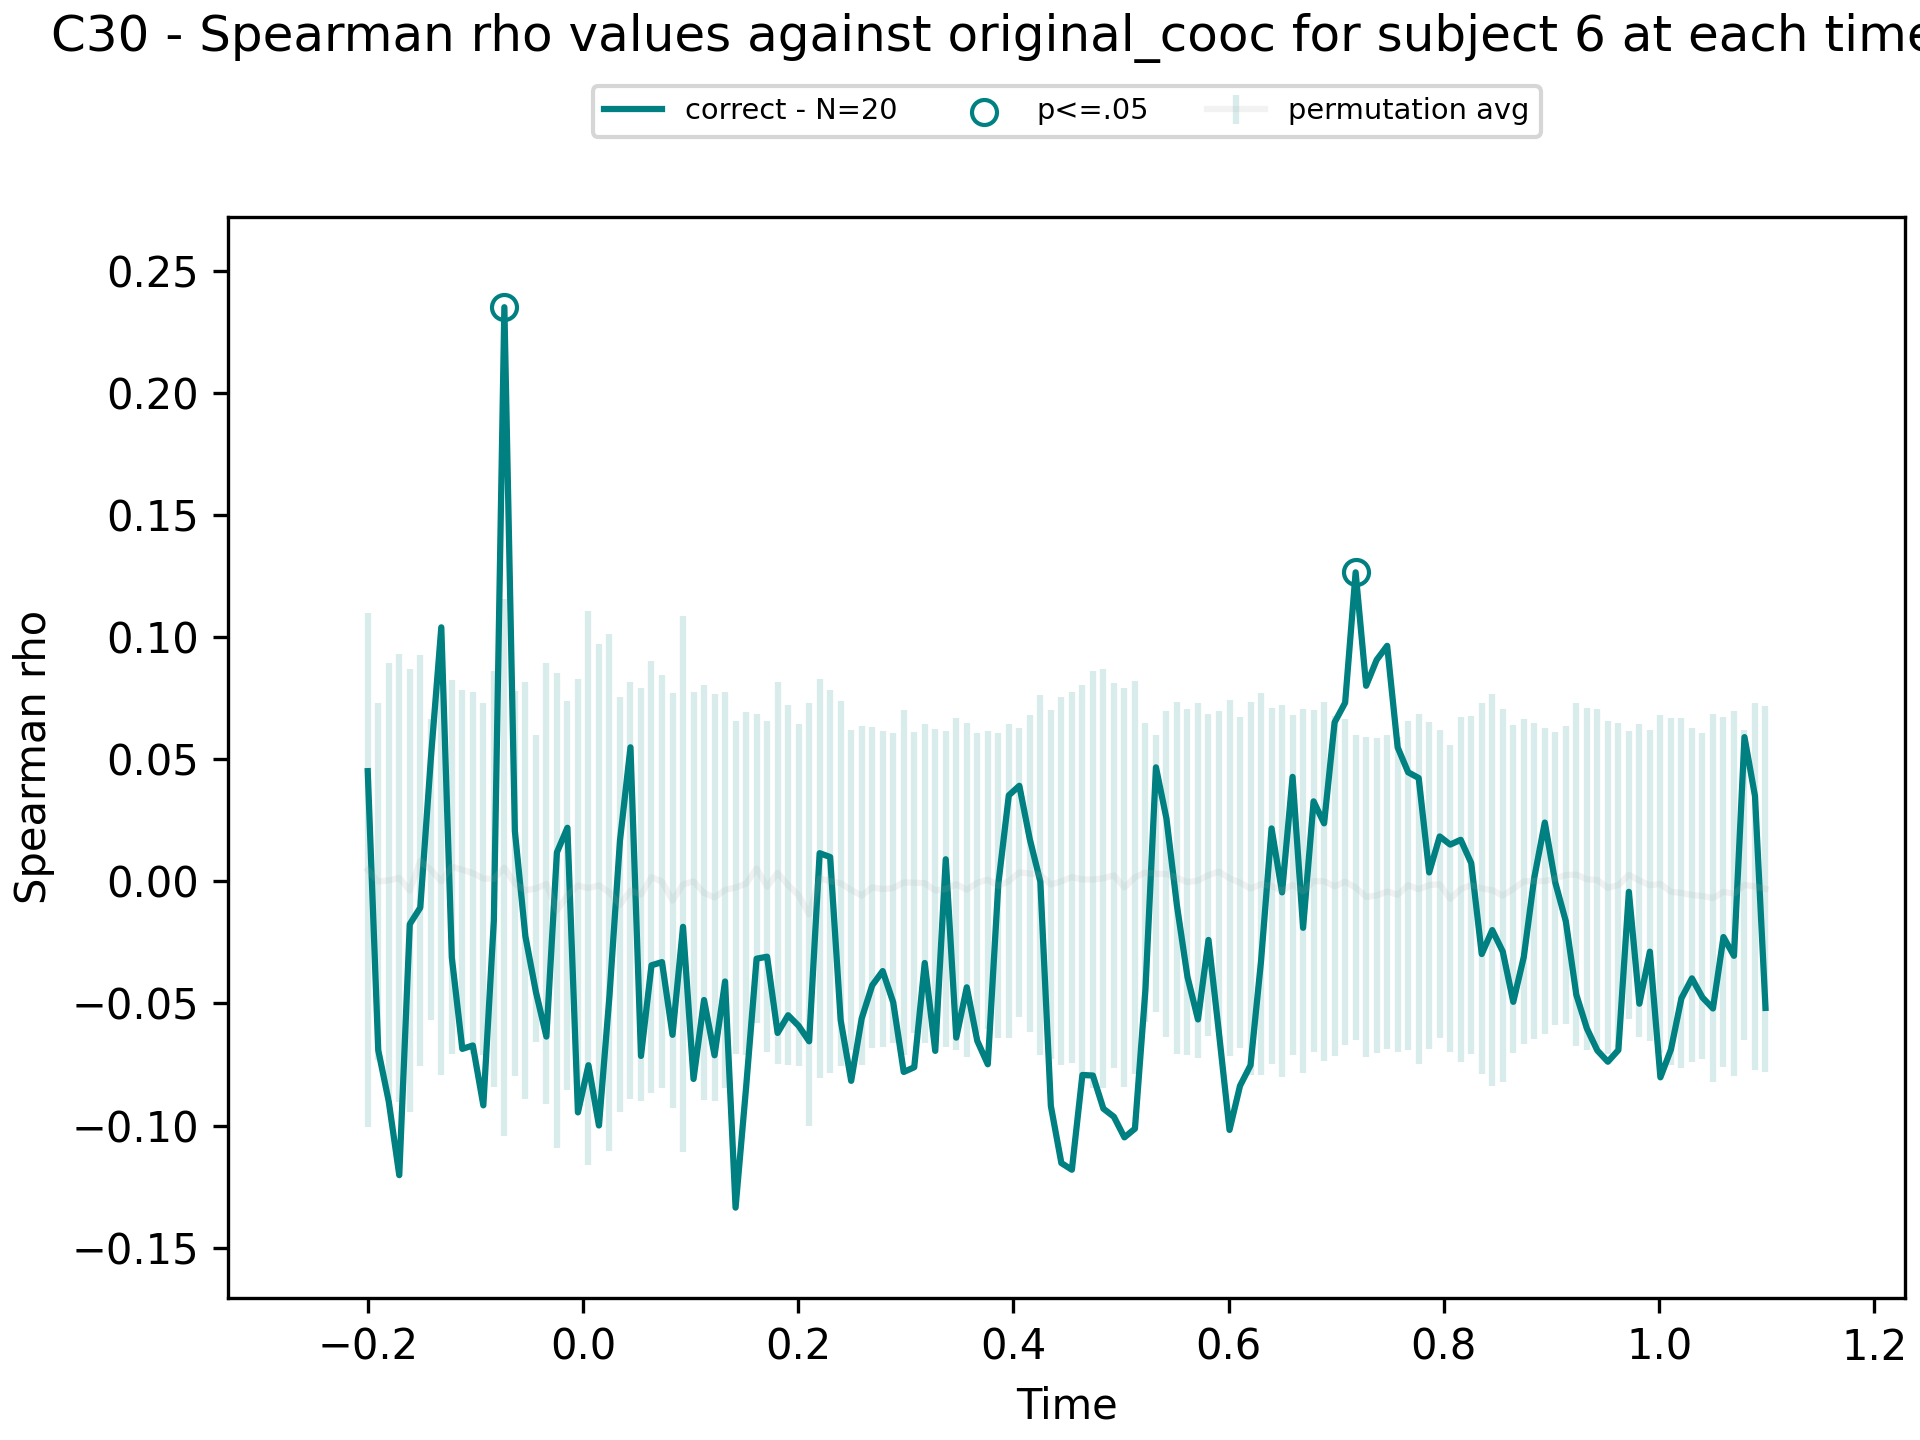 C30 - Spearman rho values against original_cooc for subject 6 at each time
correct - N=20 p<=.05 permutation avg
0.25
0.20
0.15
0.10
0.05
0.00
−0.05
−0.10
−0.15
Spearman rho
−0.2 0.0 0.2 0.4 0.6 0.8 1.0 1.2
Time